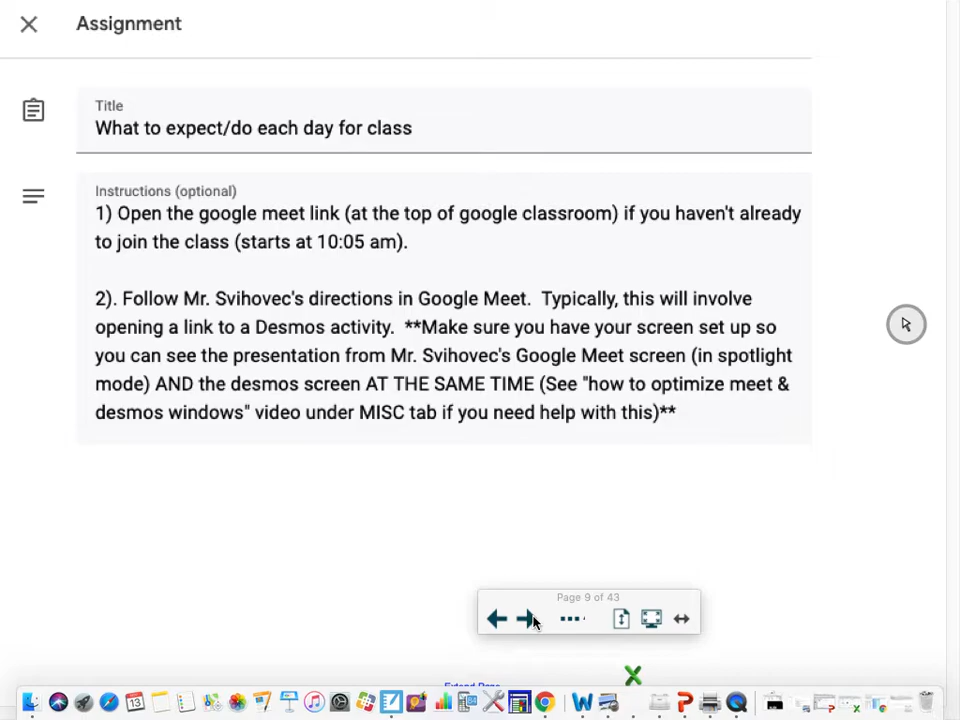 Assignment
Title
What to expect/do each day for class
Instructions (optional)
1) Open the google meet link (at the top of google classroom) if you haven't already
to join the class (starts at 10:05 am).
2). Follow Mr. Svihovec's directions in Google Meet.  Typically, this will involve
opening a link to a Desmos activity.  **Make sure you have your screen set up so
you can see the presentation from Mr. Svihovec's Google Meet screen (in spotlight
mode) AND the desmos screen AT THE SAME TIME (See "how to optimize meet &
desmos windows" video under MISC tab if you need help with this)**
Page 9 of 43
Extend Page
13